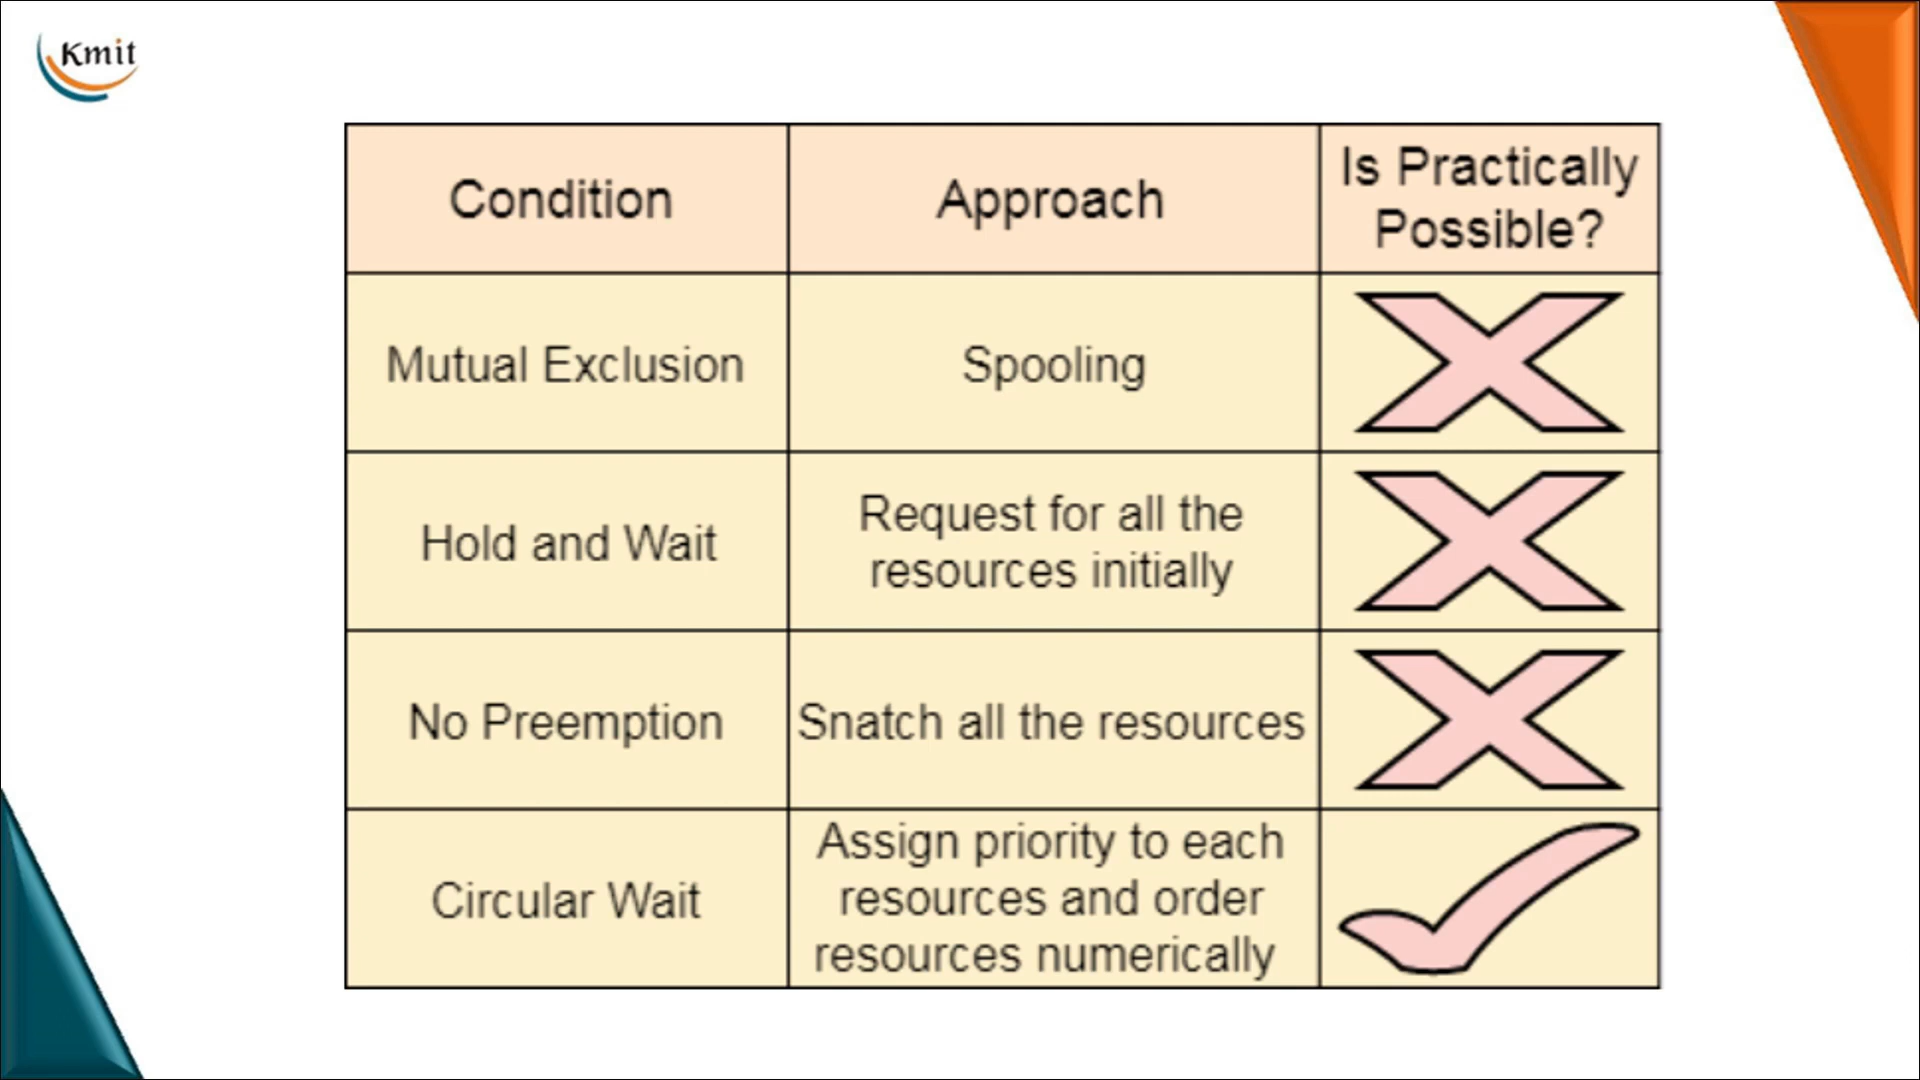 Kmit
Condition
Approach
Is Practically
Possible?
Mutual Exclusion
Spooling
Hold and Wait
Request for all the
resources initially
No Preemption
Snatch all the resources
Circular Wait
Assign priority to each
resources and order
resources numerically